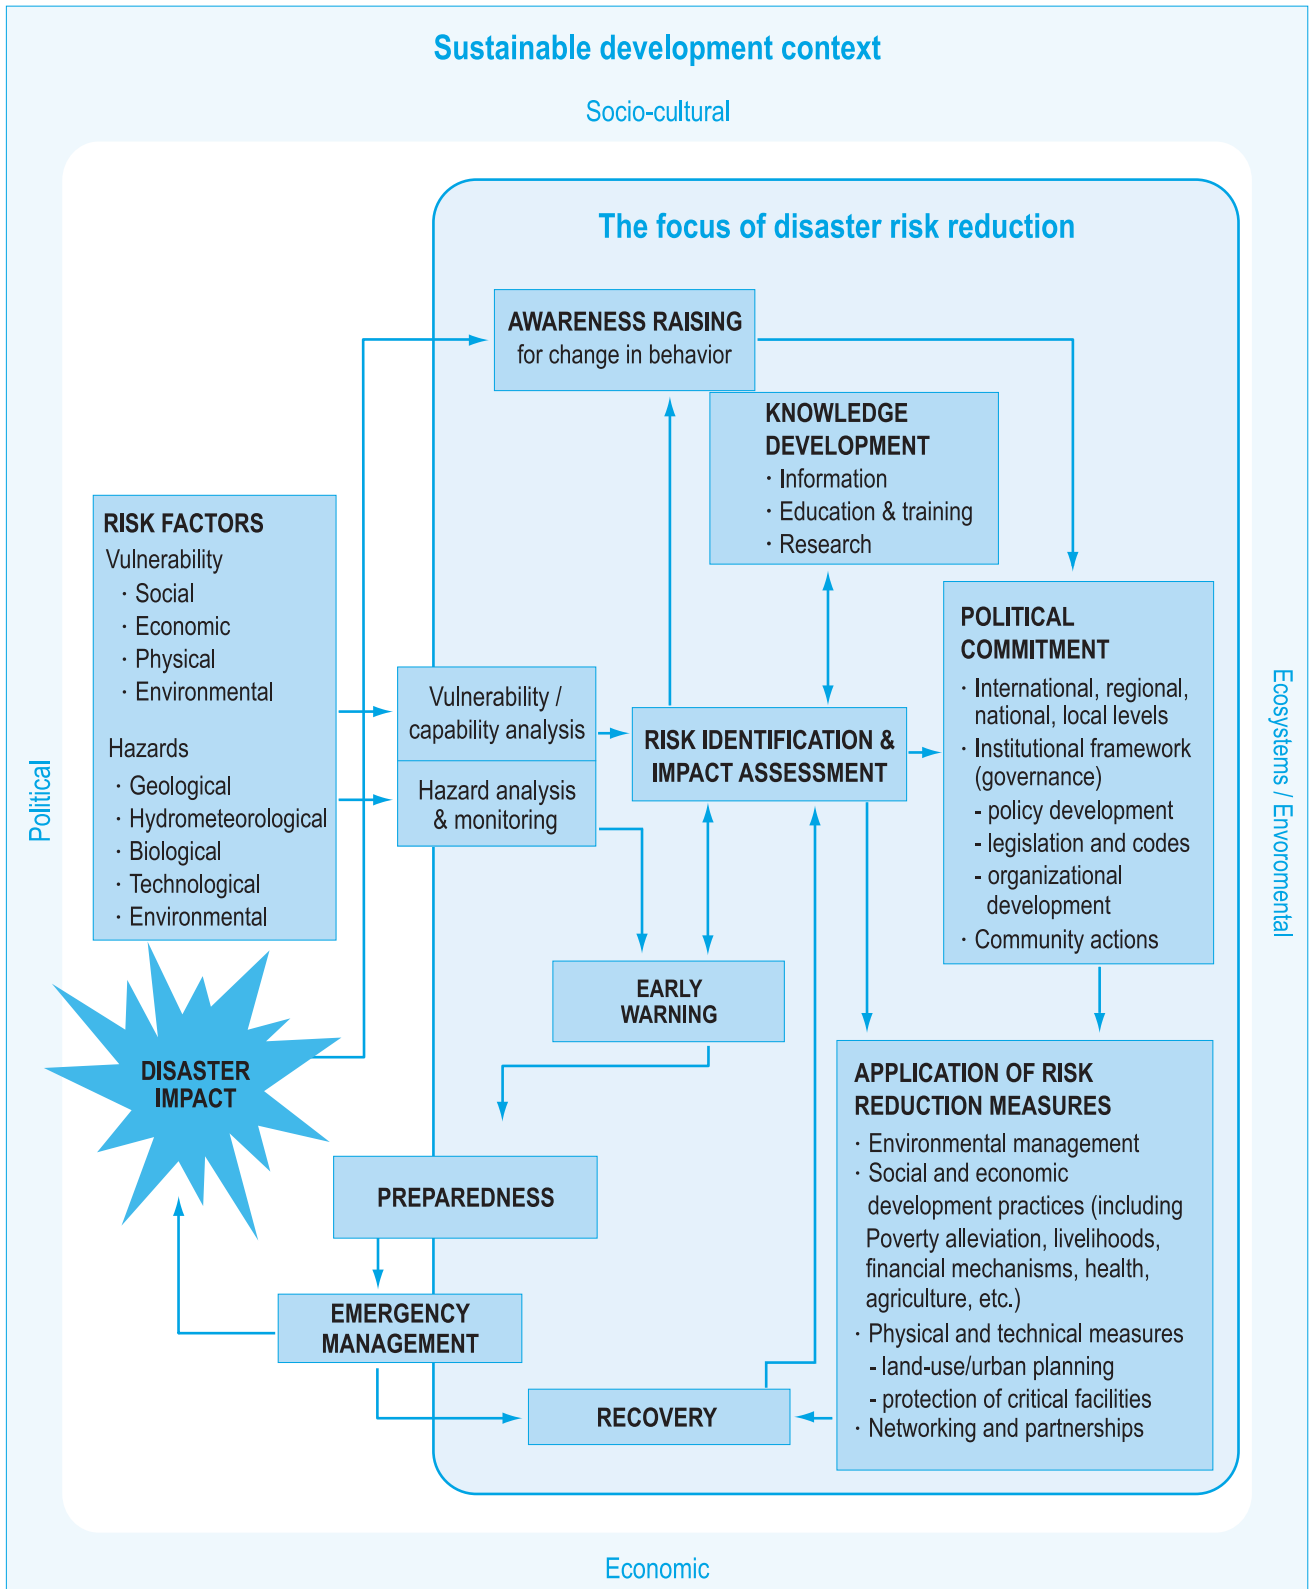 Sustainable development context
Socio-cultural
The focus of disaster risk reduction
AWARENESS RAISING
for change in behavior
KNOWLEDGE
DEVELOPMENT
· Information
· Education & training
· Research
RISK FACTORS
Vulnerability
· Social
· Economic
· Physical
· Environmental
Hazards
· Geological
· Hydrometeorological
· Biological
· Technological
· Environmental
Vulnerability /
capability analysis
Hazard analysis
& monitoring
RISK IDENTIFICATION &
IMPACT ASSESSMENT
POLITICAL
COMMITMENT
· International, regional,
national, local levels
· Institutional framework
(governance)
- policy development
- legislation and codes
- organizational
development
· Community actions
Political
Ecosystems / Envoromental
EARLY
WARNING
DISASTER
IMPACT
APPLICATION OF RISK
REDUCTION MEASURES
· Environmental management
· Social and economic
development practices (including
Poverty alleviation, livelihoods,
financial mechanisms, health,
agriculture, etc.)
· Physical and technical measures
- land-use/urban planning
- protection of critical facilities
· Networking and partnerships
PREPAREDNESS
EMERGENCY
MANAGEMENT
RECOVERY
Economic